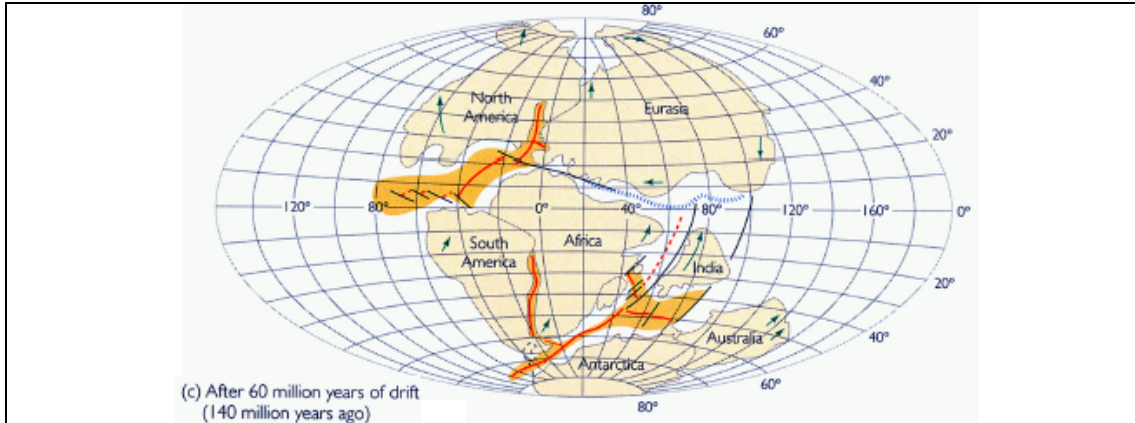 80°
60°
40°
20°
North
America
Eurasia
120°
80°
0°
40°
80°
120°
160°
0°
South
America
Africa
India
20°
Australia
40°
Antarctica
60°
80°
(c) After 60 million years of drift
(140 million years ago)